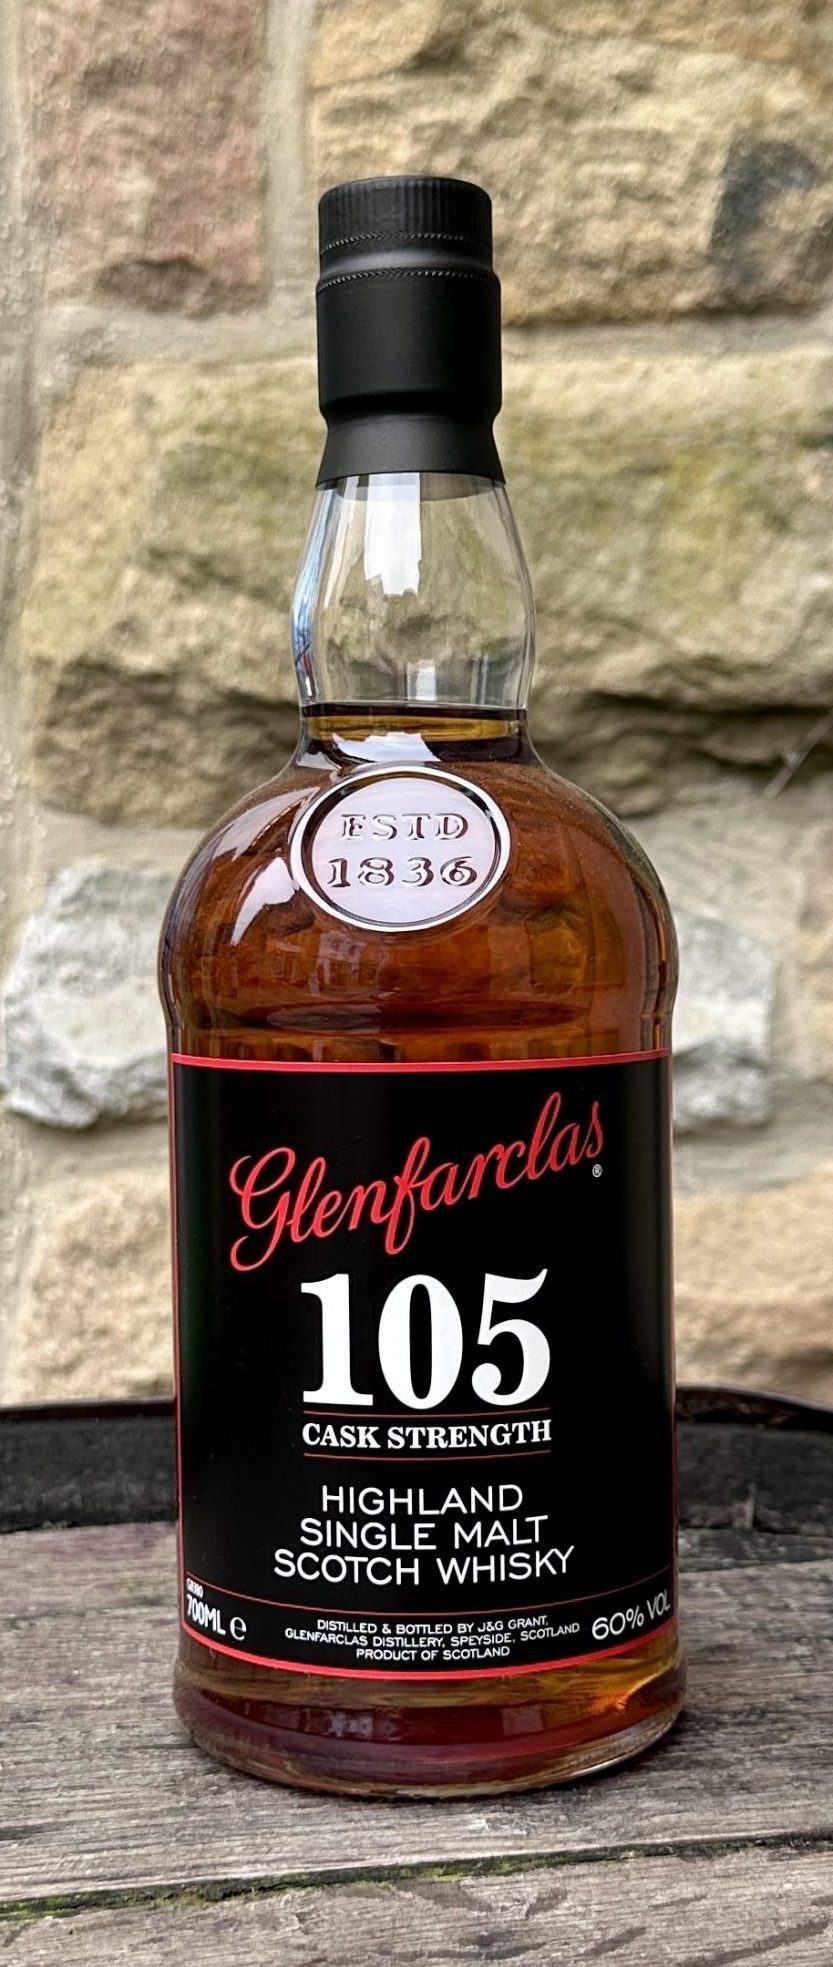 ESTD
1836
Glenfarclas®
105
CASK STRENGTH
HIGHLAND
SINGLE MALT
SCOTCH WHISKY
700ML e
DISTILLED & BOTTLED BY J&G GRANT,
GLENFARCLAS DISTILLERY, SPEYSIDE, SCOTLAND
PRODUCT OF SCOTLAND
60% VOL